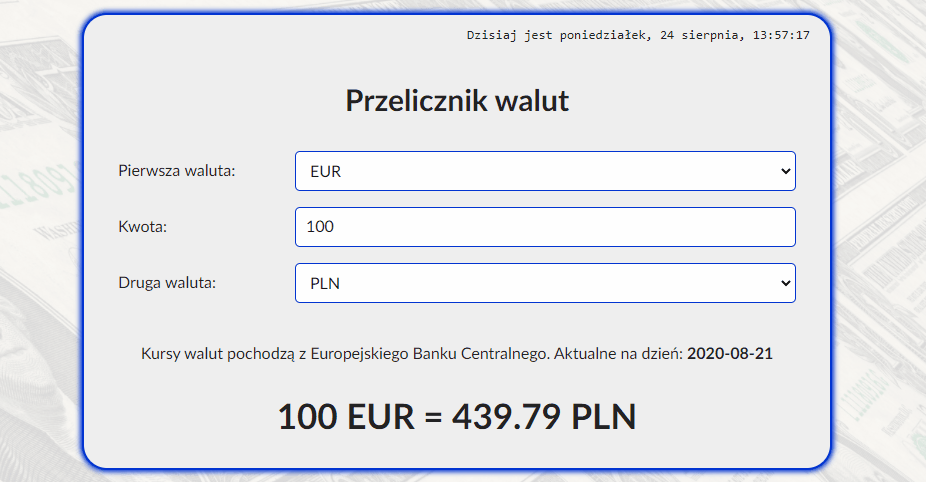 Dzisiaj jest poniedziałek, 24 sierpnia, 13:57:17
Przelicznik walut
Pierwsza waluta: EUR
Kwota: 100
Druga waluta: PLN
Kursy walut pochodzą z Europejskiego Banku Centralnego. Aktualne na dzień: 2020-08-21
100 EUR = 439.79 PLN